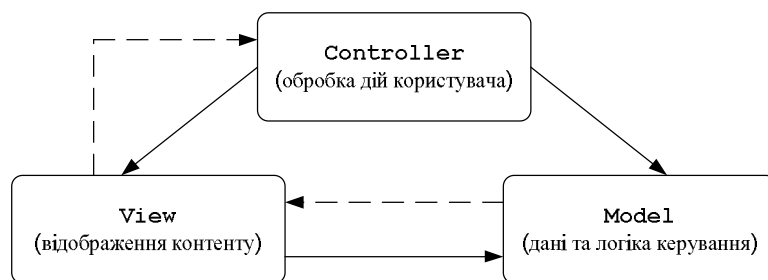 Controller
(обробка дій користувача)
View
(відображення контенту)
Model
(дані та логіка керування)